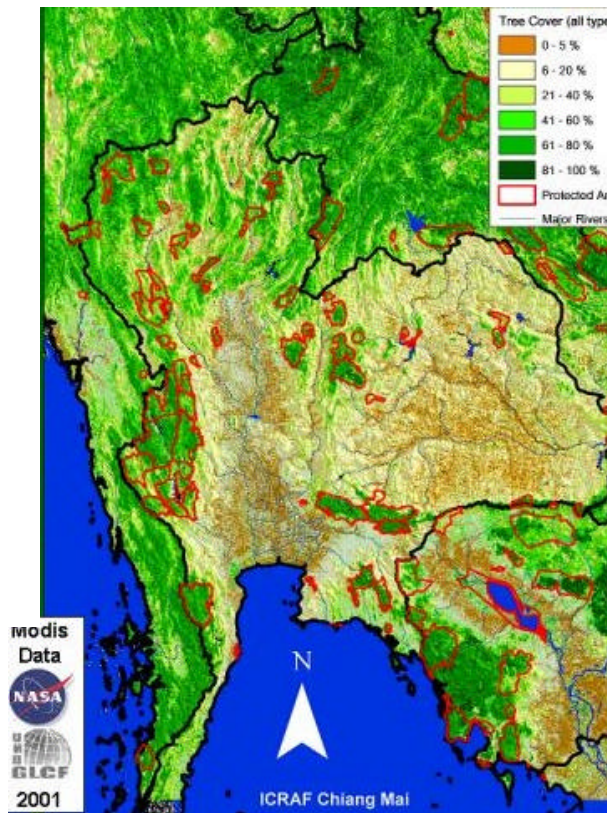 Tree Cover (all type
0 - 5 %
6 - 20 %
21 - 40 %
41 - 60 %
61 - 80 %
81 - 100 %
Protected Ar
Major Rivers
N
Modis
Data
NASA
GLCF
2001
ICRAF Chiang Mai